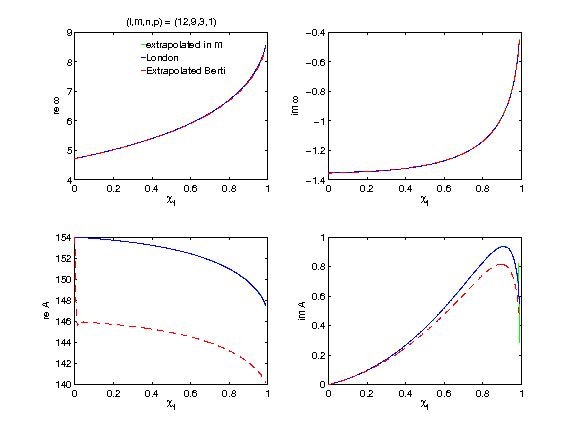 (l,m,n,p) = (12,9,3,1)
extrapolated in m
London
Extrapolated Berti
re ω
9
8
7
6
5
4
0 0.2 0.4 0.6 0.8 1
χf
im ω
−0.4
−0.6
−0.8
−1
−1.2
−1.4
0 0.2 0.4 0.6 0.8 1
χf
re A
154
152
150
148
146
144
142
140
0 0.2 0.4 0.6 0.8 1
χf
im A
1
0.8
0.6
0.4
0.2
0
0 0.2 0.4 0.6 0.8 1
χf